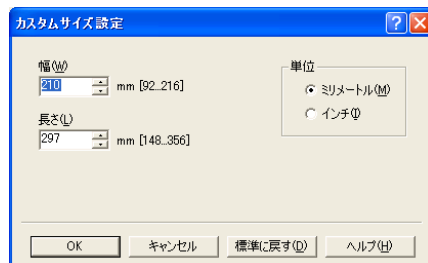 カスタムサイズ設定
幅(W)
210 mm [92...216]
長さ(L)
297 mm [148...356]
単位
ミリメートル(M)
インチ(I)
OK キャンセル 標準に戻す(D) ヘルプ(H)